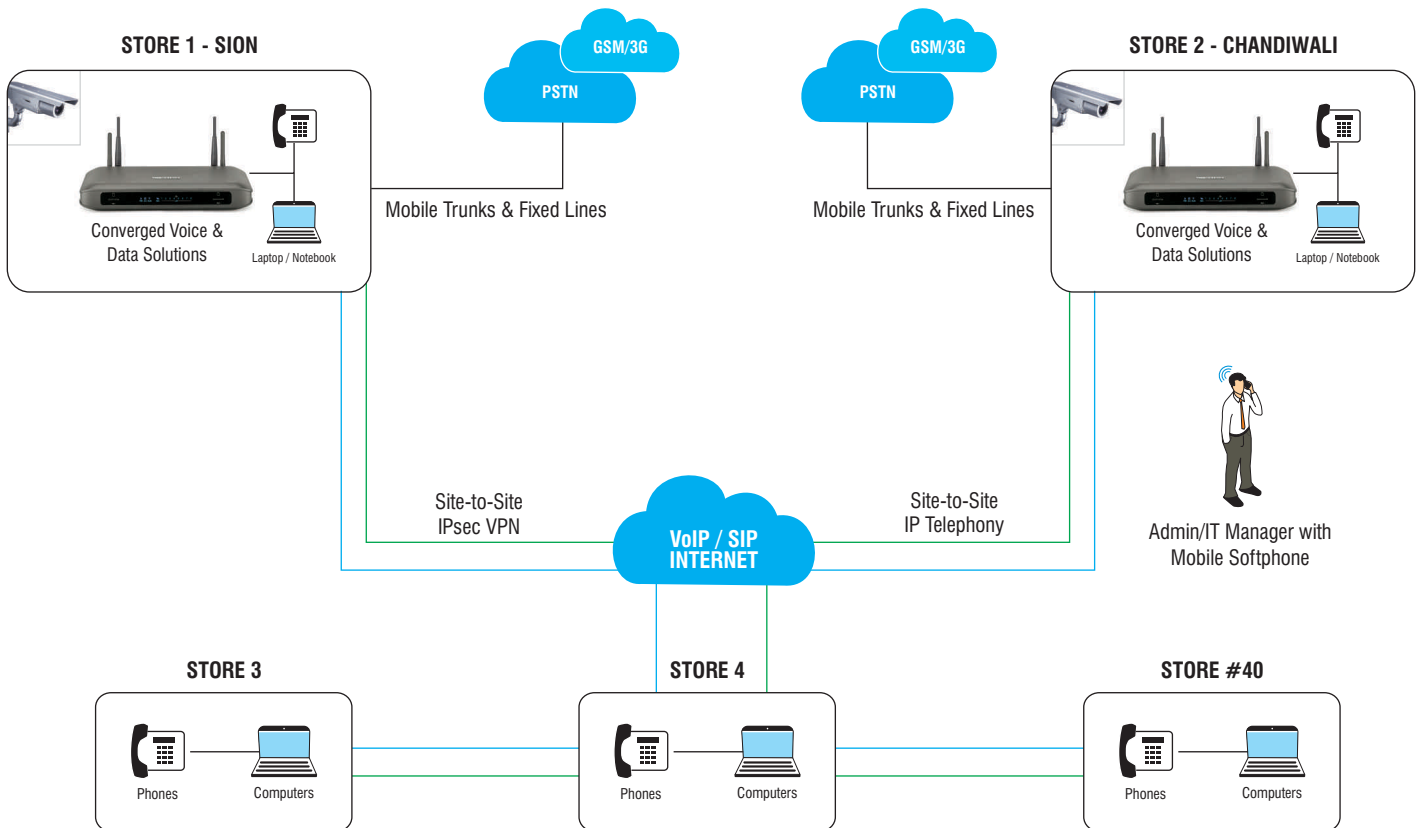 STORE 1 - SION
GSM/3G
PSTN
GSM/3G
PSTN
STORE 2 - CHANDIWALI
Converged Voice &
Data Solutions
Laptop / Notebook
Mobile Trunks & Fixed Lines
Mobile Trunks & Fixed Lines
Converged Voice &
Data Solutions
Laptop / Notebook
Site-to-Site
IPsec VPN
VoIP / SIP
INTERNET
Site-to-Site
IP Telephony
Admin/IT Manager with
Mobile Softphone
STORE 3
Phones
Computers
STORE 4
Phones
Computers
STORE #40
Phones
Computers